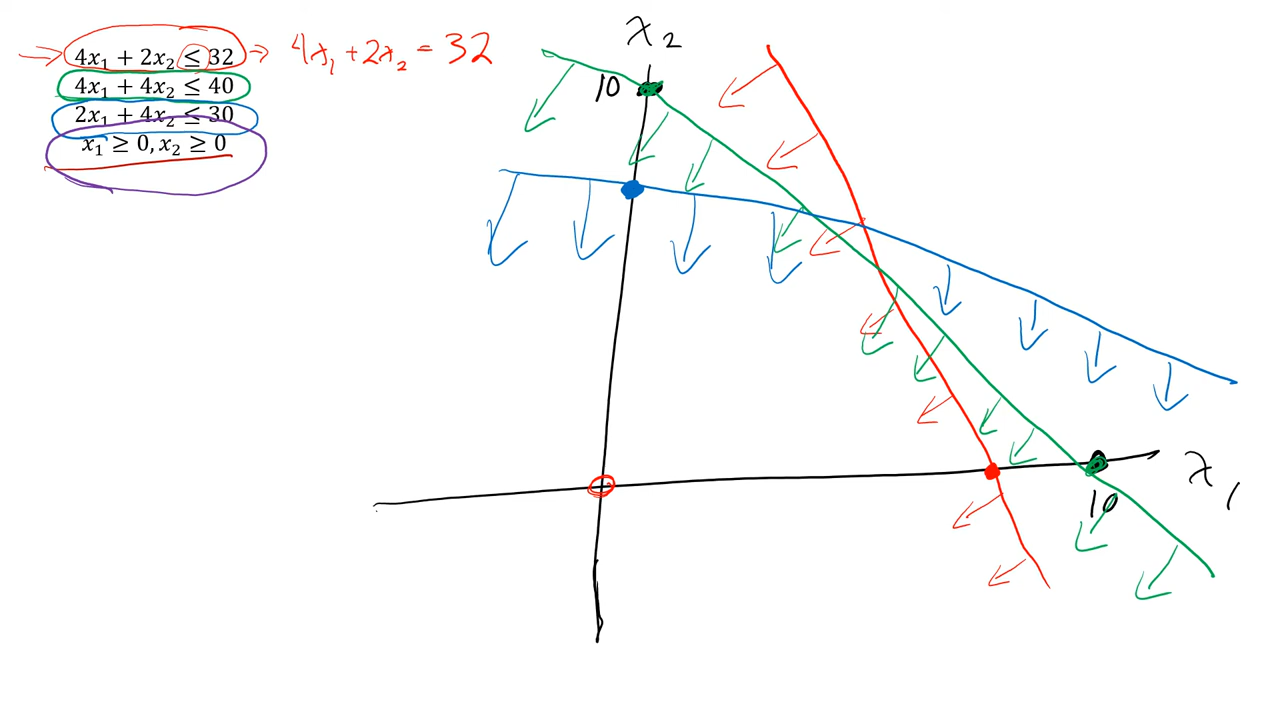 4x₁ + 2x₂ ≤ 32 ⇒ 4x₁ + 2x₂ = 32
4x₁ + 4x₂ ≤ 40
2x₁ + 4x₂ ≤ 30
x₁ ≥ 0, x₂ ≥ 0
x₂
10
x₁
10